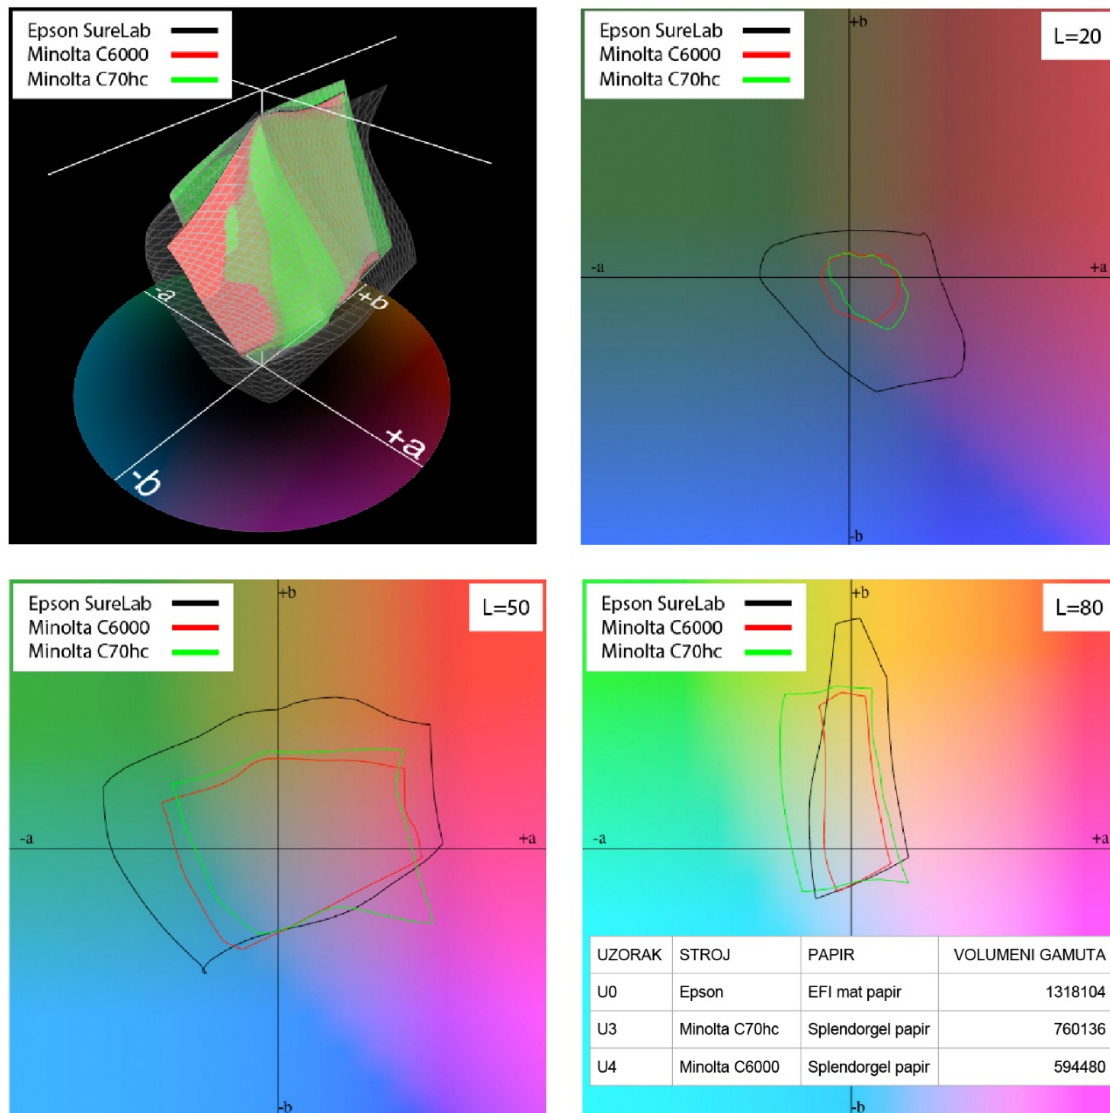 Epson SureLab
Minolta C6000
Minolta C70hc
-a
+b
+a
-b
Epson SureLab
Minolta C6000
Minolta C70hc
+b
L=20
-a
+a
-b
Epson SureLab
Minolta C6000
Minolta C70hc
+b
L=50
-a
+a
-b
Epson SureLab
Minolta C6000
Minolta C70hc
+b
L=80
-a
+a
UZORAK STROJ PAPIR VOLUMENI GAMUTA
U0 Epson EFI mat papir 1318104
U3 Minolta C70hc Splendorgel papir 760136
U4 Minolta C6000 Splendorgel papir 594480
-b